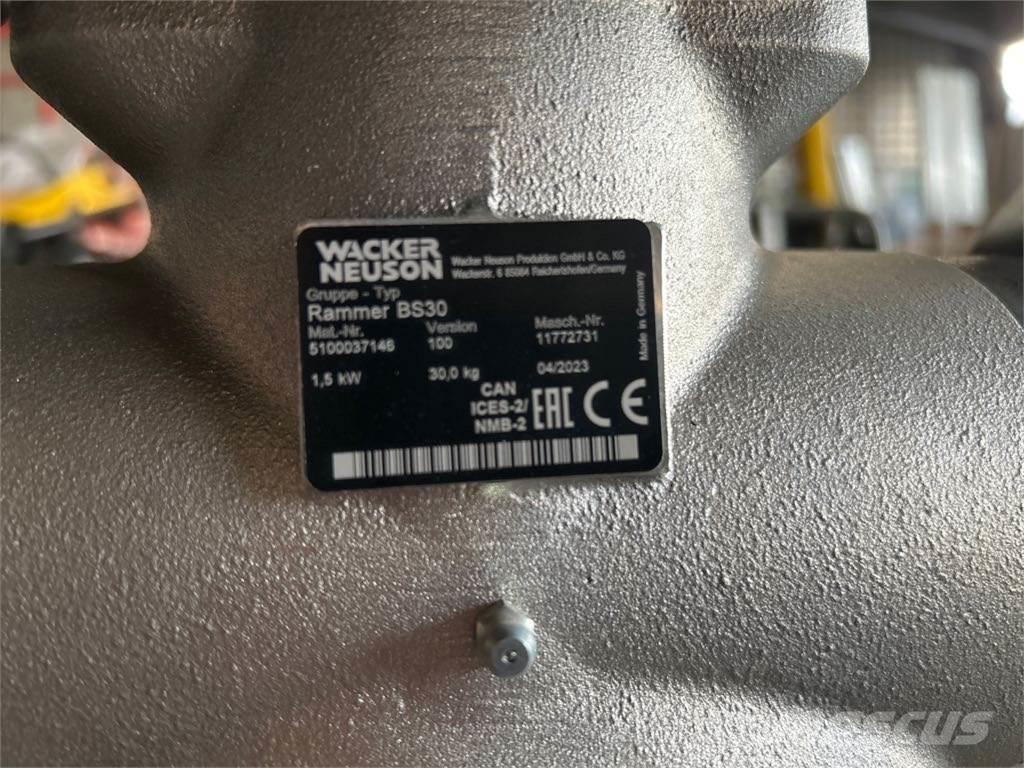 WACKER
NEUSON
Wacker Neuson Produktion GmbH & Co. KG
Wackerstr. 6 85084 Reichertshofen/Germany
Gruppe - Typ
Rammer BS30
Mat.-Nr. Version Masch.-Nr.
5100037146 100 11772731
1,5 kW 30,0 kg 04/2023
CAN
ICES-2/
NMB-2
EAC CE
Made in Germany